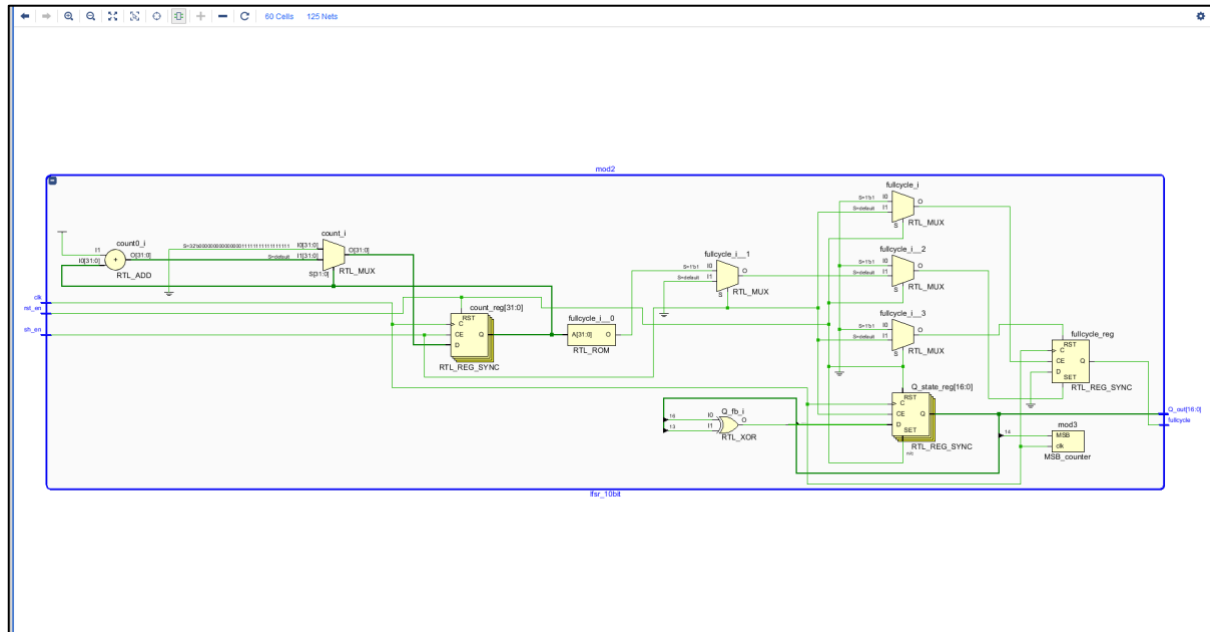 60 Cells 125 Nets
mod2
fullcycle_i
S=1'b1 I0
S=default I1
O
S
RTL_MUX
count0_i
I1
I0[31:0]
+
O[31:0]
RTL_ADD
count_i
I0[31:0]
S=default I1[31:0]
O[31:0]
S[31:0]
RTL_MUX
fullcycle_i__1
S=1'b1 I0
S=default I1
O
S
RTL_MUX
fullcycle_i__2
S=1'b1 I0
S=default I1
O
S
RTL_MUX
clk
rst_en
sh_en
count_reg[31:0]
RST
C
CE
D
Q
RTL_REG_SYNC
fullcycle_i__0
A[31:0] O
RTL_ROM
fullcycle_i__3
S=1'b1 I0
S=default I1
O
S
RTL_MUX
fullcycle_reg
RST
C
CE
D
SET
Q
RTL_REG_SYNC
Q_fb_i
16 I0
13 I1
O
RTL_XOR
Q_state_reg[16:0]
RST
C
CE
D
SET
Q
RTL_REG_SYNC
mod3
14
MSB
clk
MSB_counter
Q_out[16:0]
fullcycle
lfsr_10bit